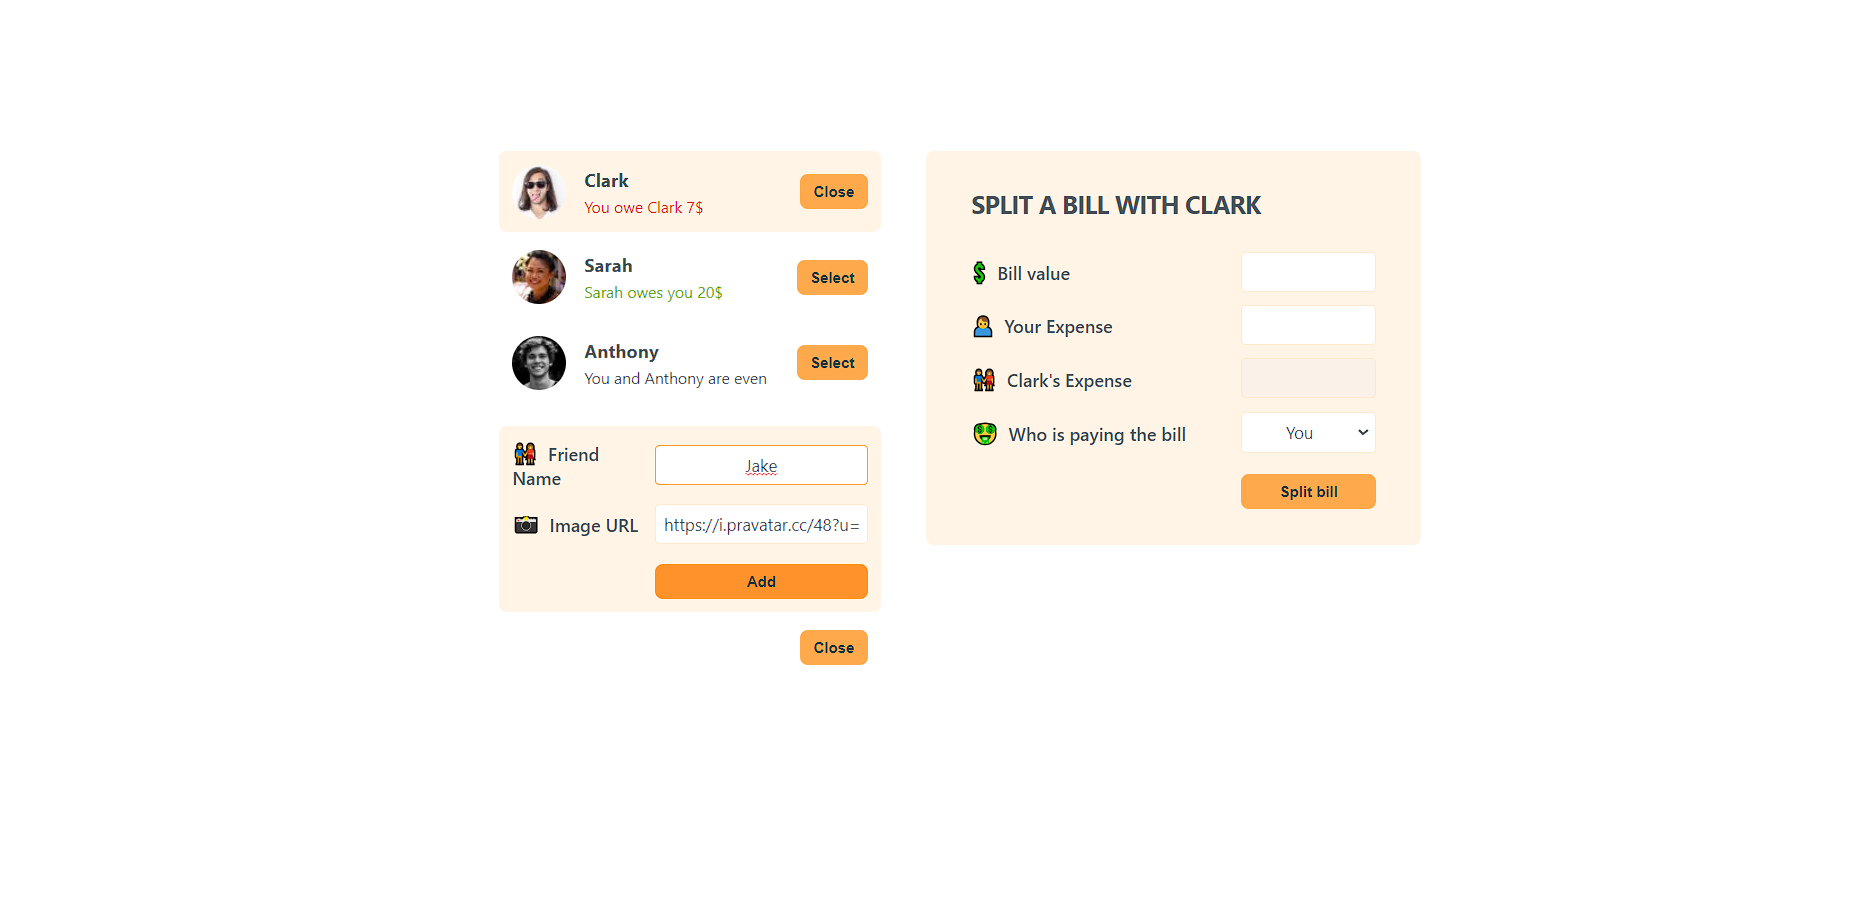 Clark
You owe Clark 7$
Close
Sarah
Sarah owes you 20$
Select
Anthony
You and Anthony are even
Select
Friend
Name
Jake
Image URL
https://i.pravatar.cc/48?u=
Add
Close
SPLIT A BILL WITH CLARK
Bill value
Your Expense
Clark's Expense
Who is paying the bill
You
Split bill